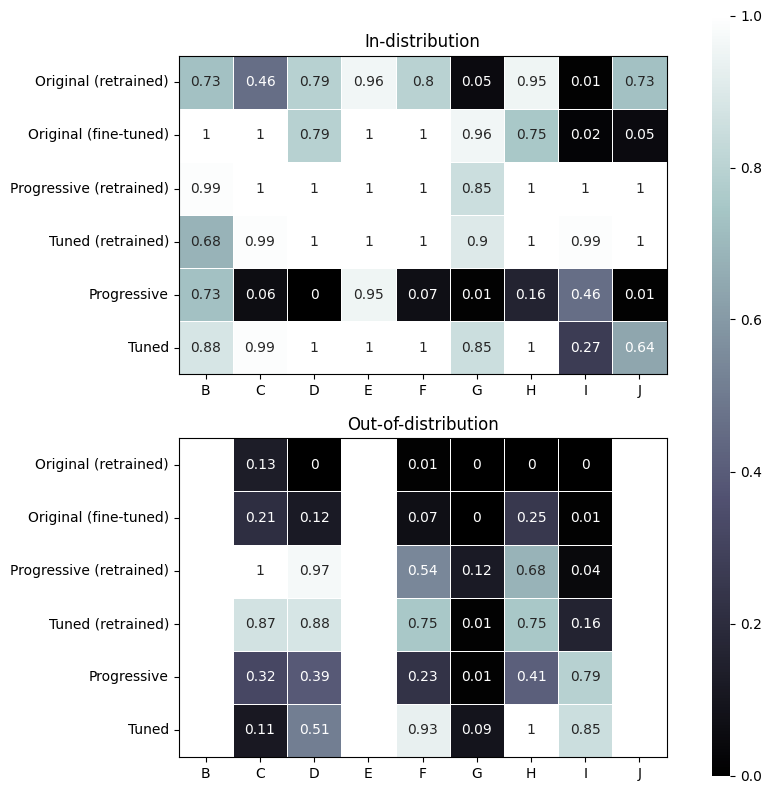 In-distribution
Original (retrained) 0.73 0.46 0.79 0.96 0.8 0.05 0.95 0.01 0.73
Original (fine-tuned) 1 1 0.79 1 1 0.96 0.75 0.02 0.05
Progressive (retrained) 0.99 1 1 1 1 0.85 1 1 1
Tuned (retrained) 0.68 0.99 1 1 1 0.9 1 0.99 1
Progressive 0.73 0.06 0 0.95 0.07 0.01 0.16 0.46 0.01
Tuned 0.88 0.99 1 1 1 0.85 1 0.27 0.64
B C D E F G H I J
Out-of-distribution
Original (retrained) 0.13 0 0.01 0 0 0
Original (fine-tuned) 0.21 0.12 0.07 0 0.25 0.01
Progressive (retrained) 1 0.97 0.54 0.12 0.68 0.04
Tuned (retrained) 0.87 0.88 0.75 0.01 0.75 0.16
Progressive 0.32 0.39 0.23 0.01 0.41 0.79
Tuned 0.11 0.51 0.93 0.09 1 0.85
B C D E F G H I J
1.0
0.8
0.6
0.4
0.2
0.0